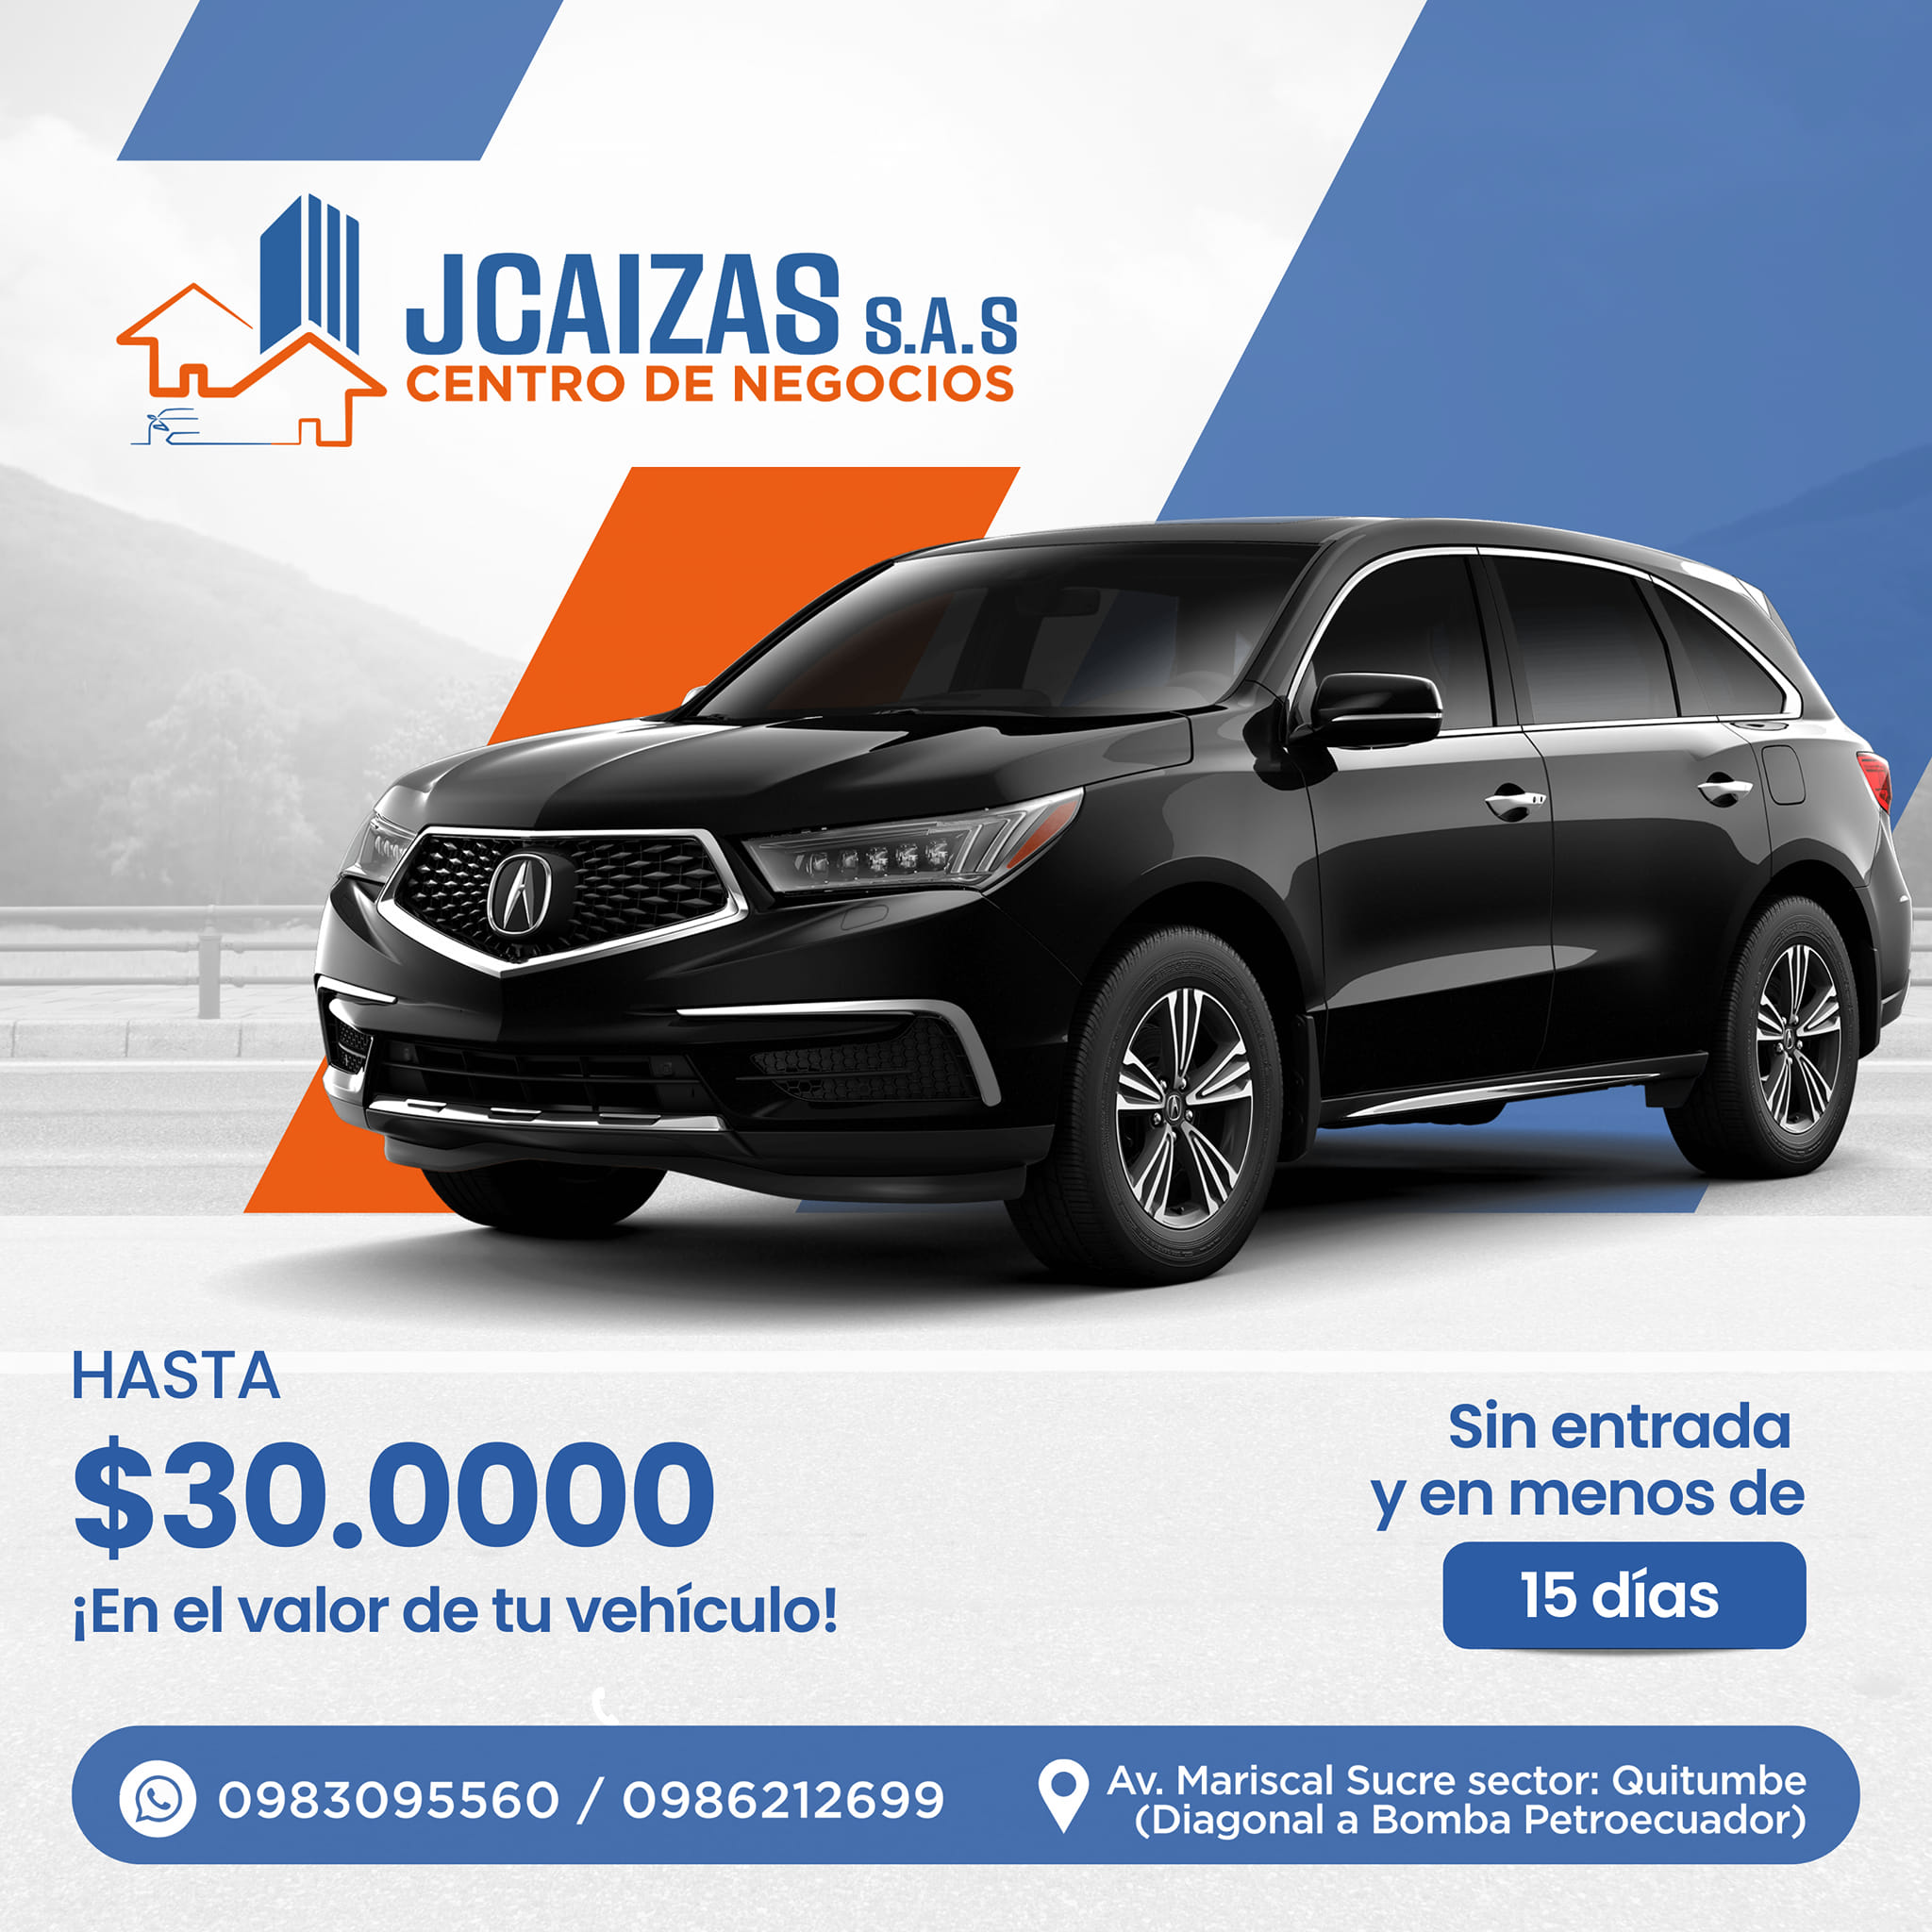 JCAIZAS S.A.S
CENTRO DE NEGOCIOS
HASTA
$30.0000
¡En el valor de tu vehículo!
Sin entrada
y en menos de
15 días
0983095560 / 0986212699
Av. Mariscal Sucre sector: Quitumbe
(Diagonal a Bomba Petroecuador)